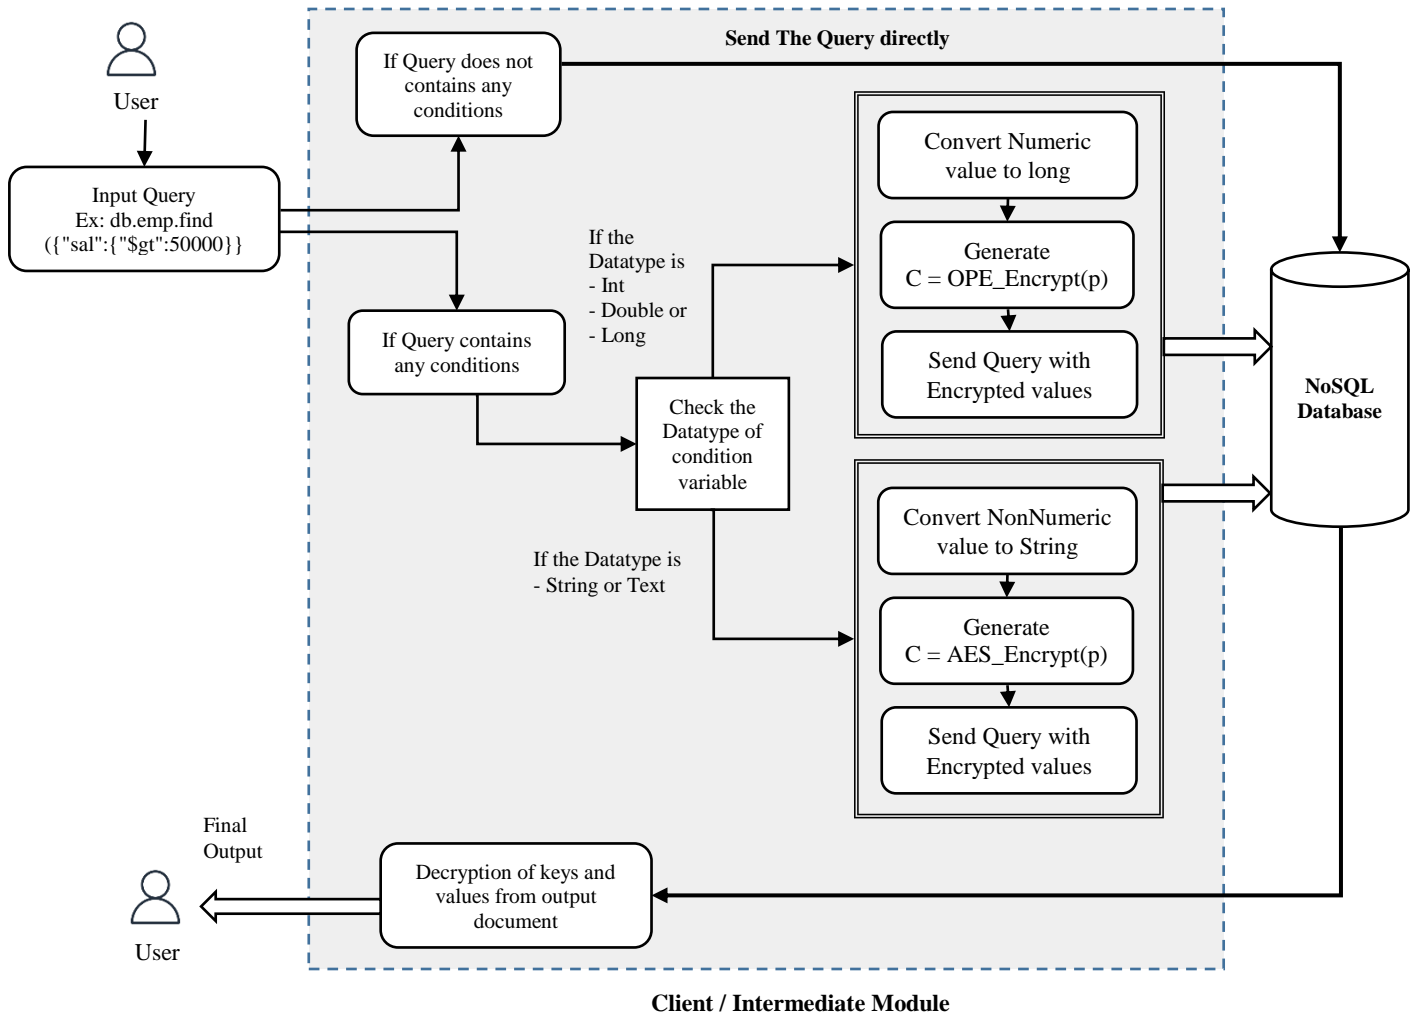 User
Input Query
Ex: db.emp.find
({"sal":{"$gt":50000}}
If Query does not
contains any
conditions
Send The Query directly
If Query contains
any conditions
If the
Datatype is
- Int
- Double or
- Long
Check the
Datatype of
condition
variable
If the Datatype is
- String or Text
Convert Numeric
value to long
Generate
C = OPE_Encrypt(p)
Send Query with
Encrypted values
Convert NonNumeric
value to String
Generate
C = AES_Encrypt(p)
Send Query with
Encrypted values
NoSQL
Database
Decryption of keys and
values from output
document
Final
Output
User
Client / Intermediate Module